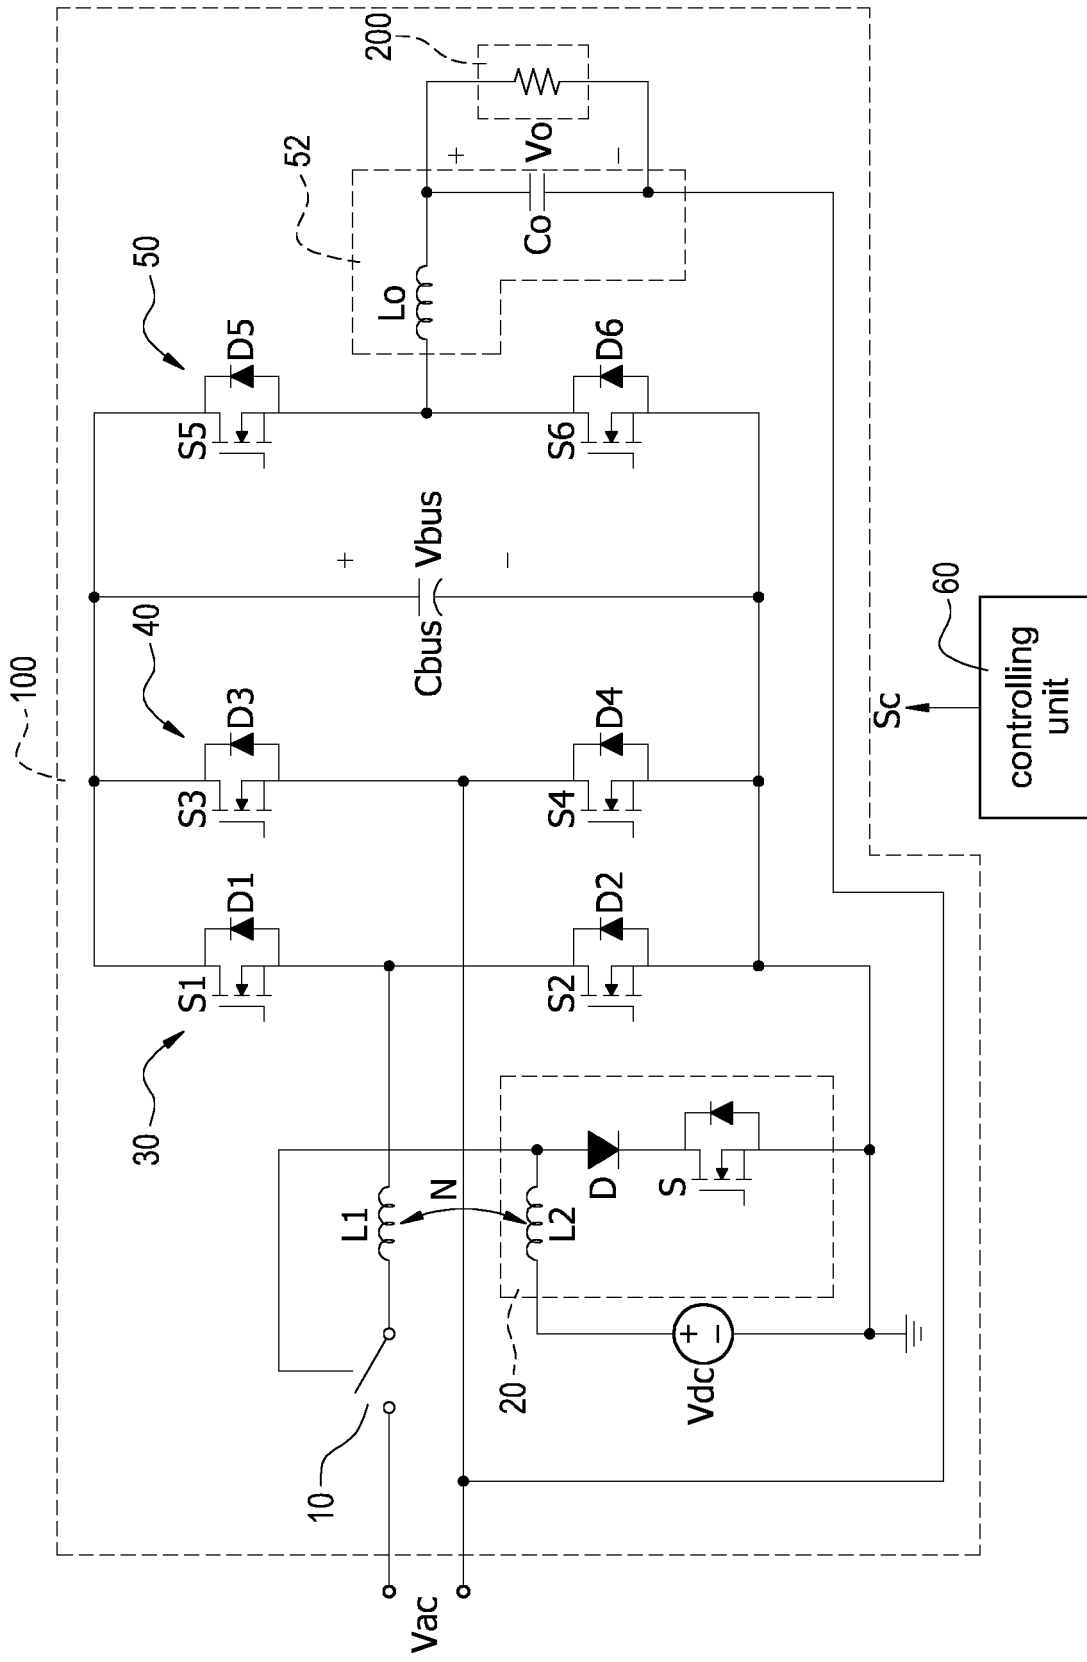 100
30
40
50
S1
D1
S3
D3
S5
D5
52
200
10
L1
N
Cbus
Vbus
+
−
Lo
+
Vo
−
Co
Vac
20
L2
D
S
S2
D2
S4
D4
S6
D6
Vdc
+
−
Sc
60
controlling
unit